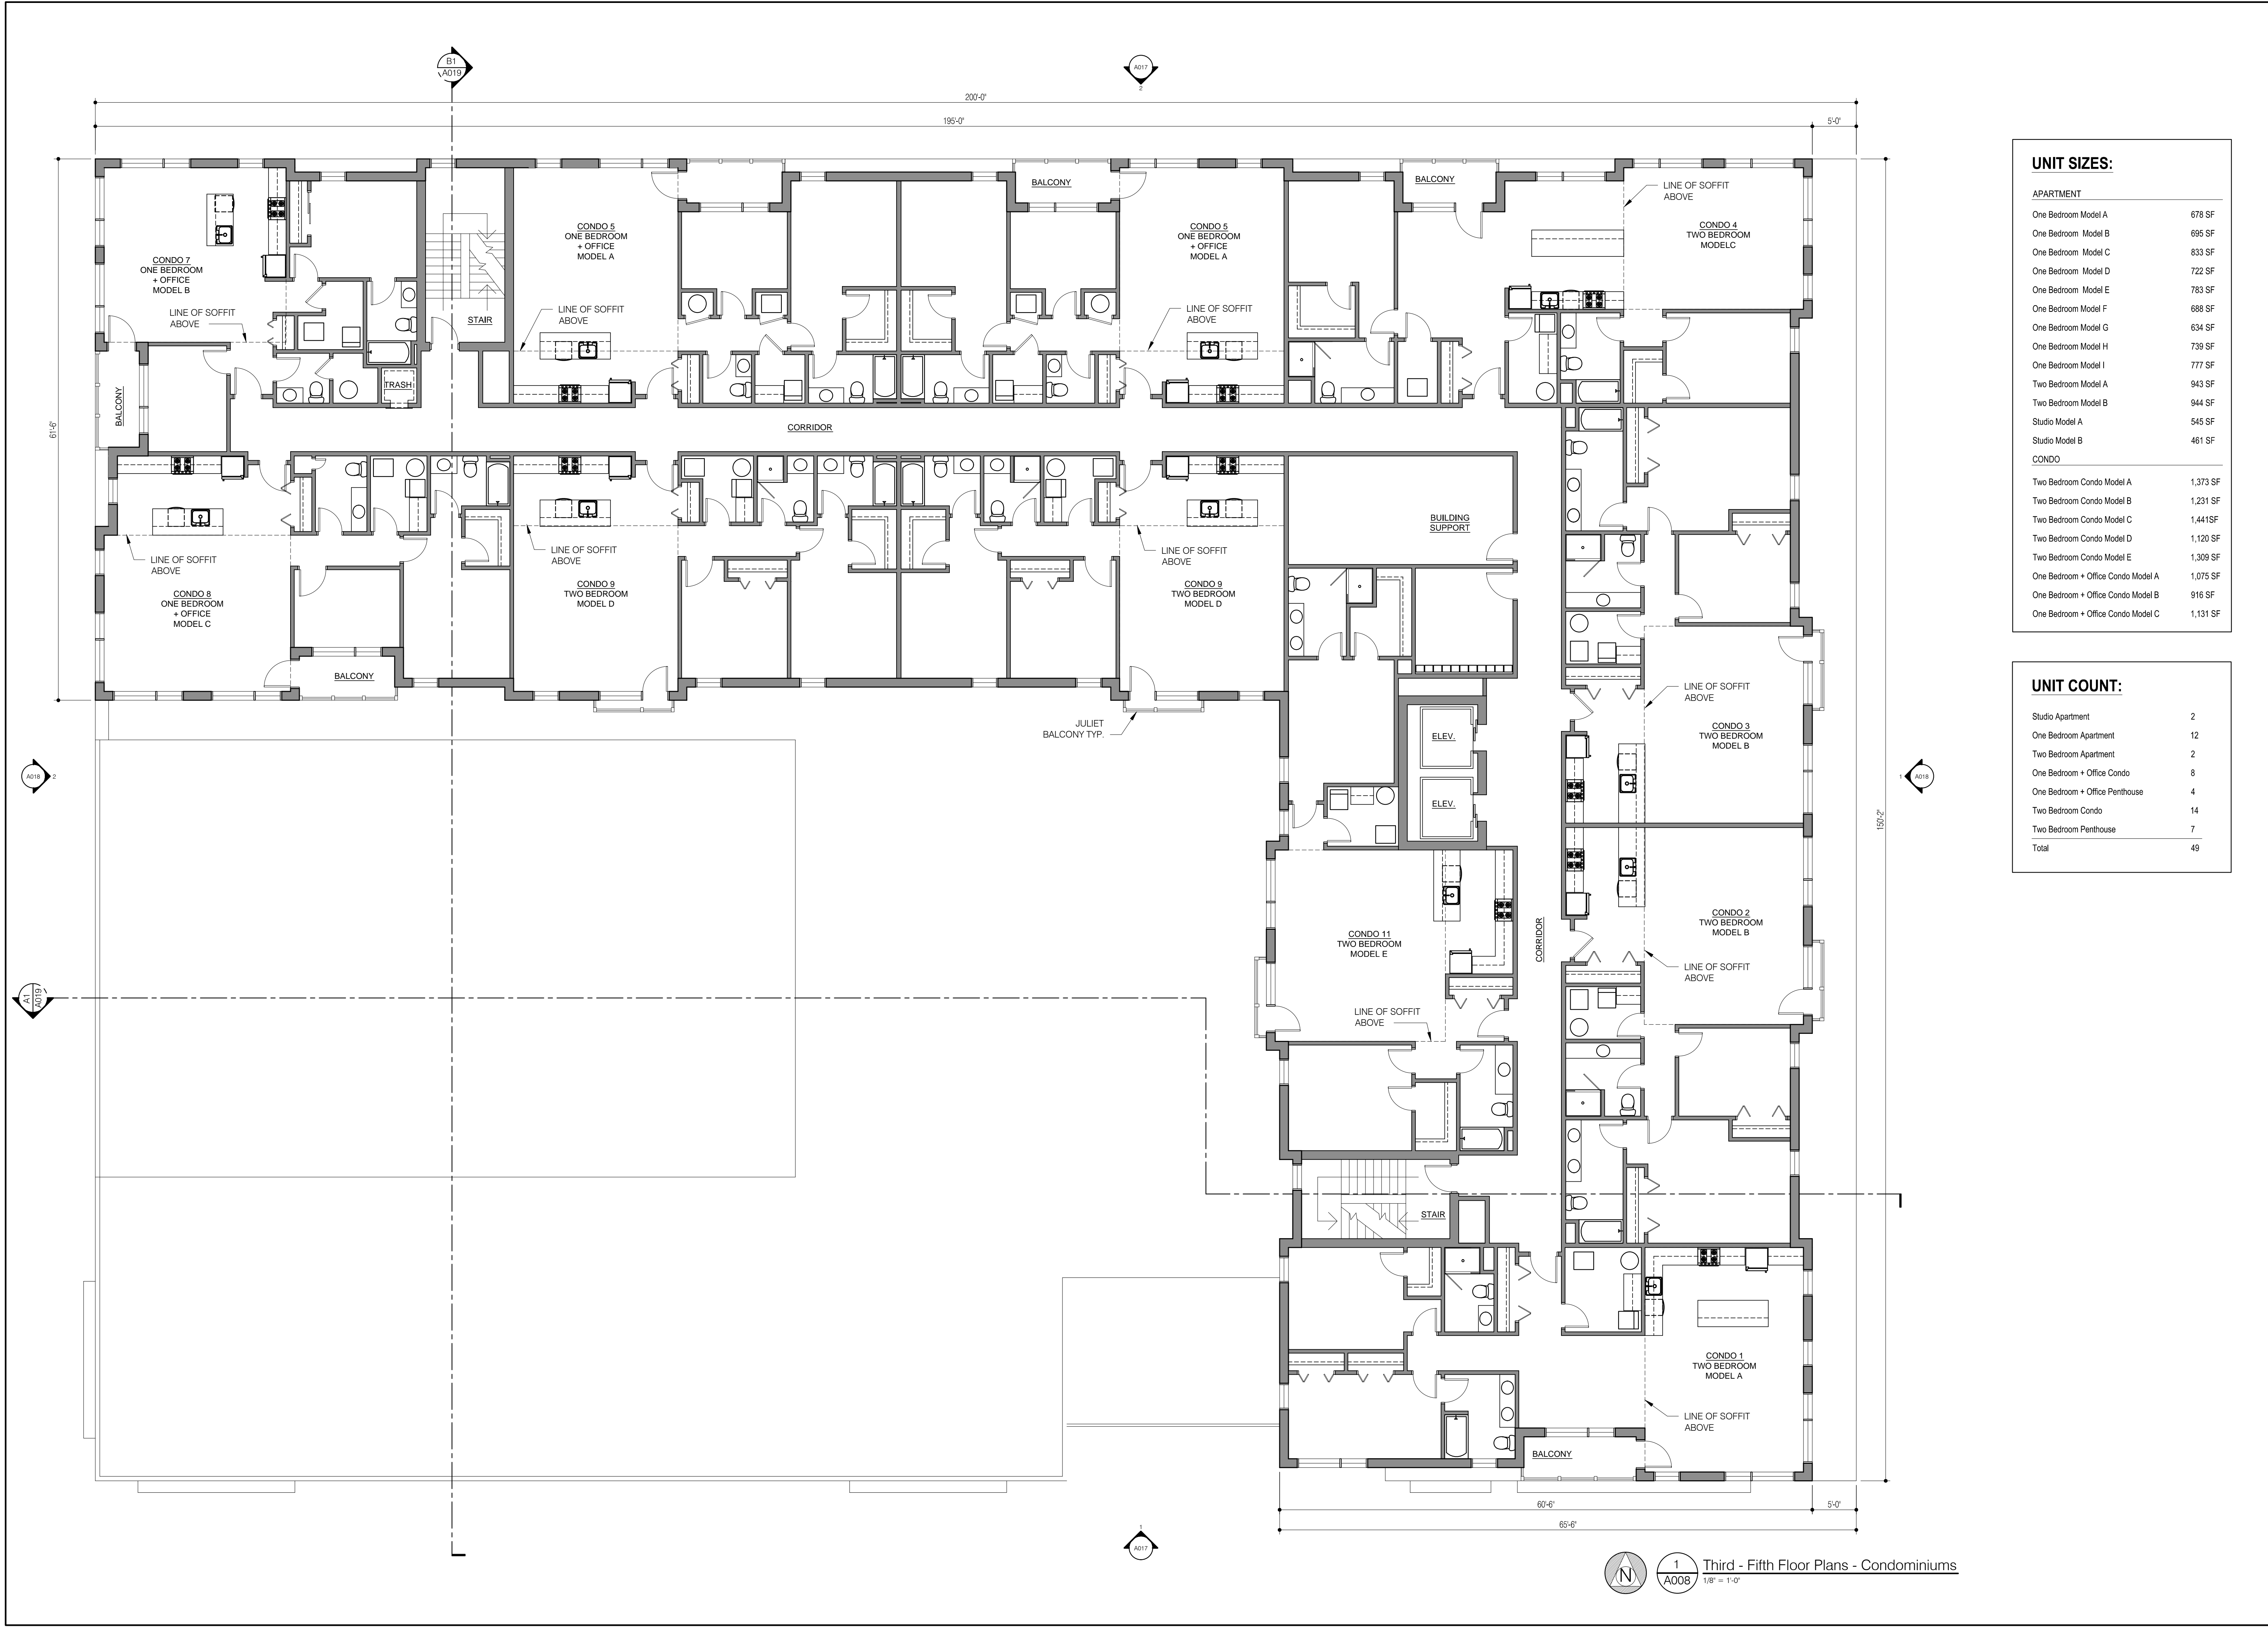 B1
A019
A017
2
200'-0"
195'-0"
5'-0"
61'-6"
CONDO 7
ONE BEDROOM
+ OFFICE
MODEL B
LINE OF SOFFIT
ABOVE
BALCONY
TRASH
STAIR
CONDO 5
ONE BEDROOM
+ OFFICE
MODEL A
LINE OF SOFFIT
ABOVE
BALCONY
CONDO 5
ONE BEDROOM
+ OFFICE
MODEL A
LINE OF SOFFIT
ABOVE
BALCONY
LINE OF SOFFIT
ABOVE
CONDO 4
TWO BEDROOM
MODELC
CORRIDOR
LINE OF SOFFIT
ABOVE
CONDO 8
ONE BEDROOM
+ OFFICE
MODEL C
BALCONY
LINE OF SOFFIT
ABOVE
CONDO 9
TWO BEDROOM
MODEL D
LINE OF SOFFIT
ABOVE
CONDO 9
TWO BEDROOM
MODEL D
JULIET
BALCONY TYP.
BUILDING
SUPPORT
ELEV.
ELEV.
LINE OF SOFFIT
ABOVE
CONDO 3
TWO BEDROOM
MODEL B
CONDO 2
TWO BEDROOM
MODEL B
LINE OF SOFFIT
ABOVE
CORRIDOR
CONDO 11
TWO BEDROOM
MODEL E
LINE OF SOFFIT
ABOVE
STAIR
CONDO 1
TWO BEDROOM
MODEL A
LINE OF SOFFIT
ABOVE
BALCONY
A018
2
1
A018
A1
A019
150'-2"
60'-6"
5'-0"
65'-6"
1
A017
N
1
A008
Third - Fifth Floor Plans - Condominiums
1/8" = 1'-0"
UNIT SIZES:
APARTMENT
One Bedroom Model A 678 SF
One Bedroom Model B 695 SF
One Bedroom Model C 833 SF
One Bedroom Model D 722 SF
One Bedroom Model E 783 SF
One Bedroom Model F 688 SF
One Bedroom Model G 634 SF
One Bedroom Model H 739 SF
One Bedroom Model I 777 SF
Two Bedroom Model A 943 SF
Two Bedroom Model B 944 SF
Studio Model A 545 SF
Studio Model B 461 SF
CONDO
Two Bedroom Condo Model A 1,373 SF
Two Bedroom Condo Model B 1,231 SF
Two Bedroom Condo Model C 1,441SF
Two Bedroom Condo Model D 1,120 SF
Two Bedroom Condo Model E 1,309 SF
One Bedroom + Office Condo Model A 1,075 SF
One Bedroom + Office Condo Model B 916 SF
One Bedroom + Office Condo Model C 1,131 SF
UNIT COUNT:
Studio Apartment 2
One Bedroom Apartment 12
Two Bedroom Apartment 2
One Bedroom + Office Condo 8
One Bedroom + Office Penthouse 4
Two Bedroom Condo 14
Two Bedroom Penthouse 7
Total 49